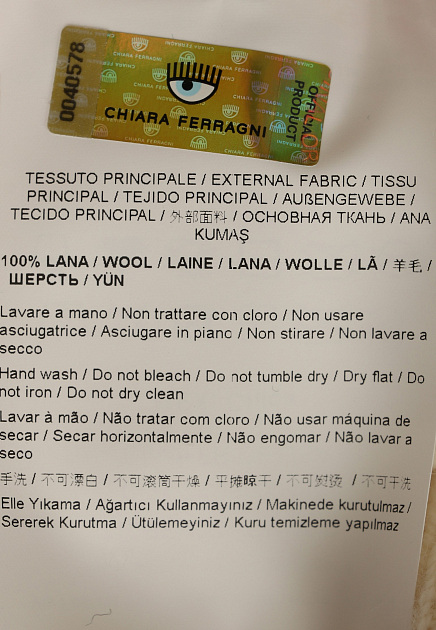 0040578
CHIARA FERRAGNI
OFFICIAL PRODUCT
TESSUTO PRINCIPALE / EXTERNAL FABRIC / TISSU
PRINCIPAL / TEJIDO PRINCIPAL / AUßENGEWEBE /
TECIDO PRINCIPAL / 外部面料 / ОСНОВНАЯ ТКАНЬ / ANA
KUMAŞ
100% LANA / WOOL / LAINE / LANA / WOLLE / LÃ / 羊毛 /
ШЕРСТЬ / YÜN
Lavare a mano / Non trattare con cloro / Non usare
asciugatrice / Asciugare in piano / Non stirare / Non lavare a
secco
Hand wash / Do not bleach / Do not tumble dry / Dry flat / Do
not iron / Do not dry clean
Lavar à mão / Não tratar com cloro / Não usar máquina de
secar / Secar horizontalmente / Não engomar / Não lavar a
seco
手洗 / 不可漂白 / 不可滚筒干燥 / 平摊晾干 / 不可熨烫 / 不可干洗
Elle Yıkama / Ağartıcı Kullanmayınız / Makinede kurutulmaz /
Sererek Kurutma / Ütülemeyiniz / Kuru temizleme yapılmaz